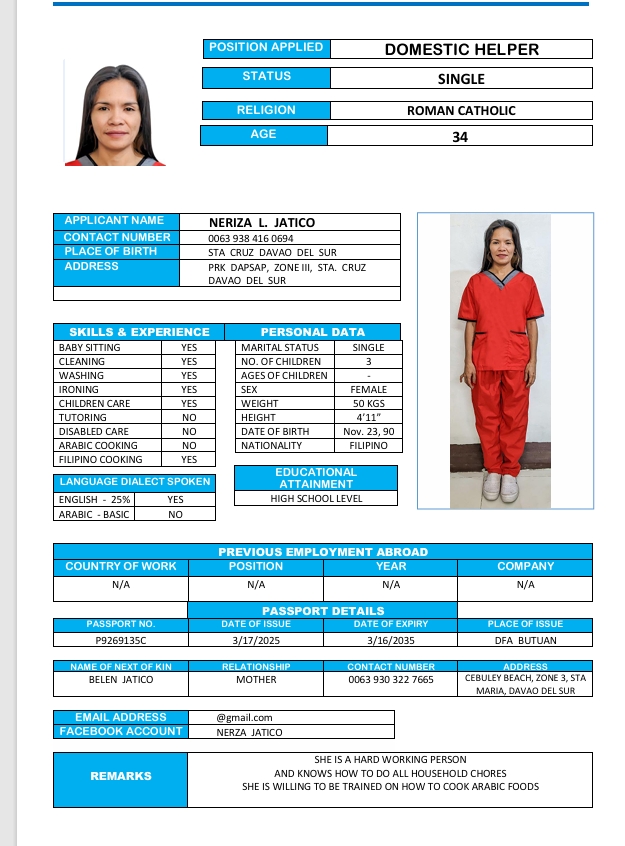 POSITION APPLIED DOMESTIC HELPER
STATUS SINGLE
RELIGION ROMAN CATHOLIC
AGE 34
APPLICANT NAME NERIZA L. JATICO
CONTACT NUMBER 0063 938 416 0694
PLACE OF BIRTH STA CRUZ DAVAO DEL SUR
ADDRESS PRK DAPSAP, ZONE III, STA. CRUZ
DAVAO DEL SUR
SKILLS & EXPERIENCE PERSONAL DATA
BABY SITTING YES MARITAL STATUS SINGLE
CLEANING YES NO. OF CHILDREN 3
WASHING YES AGES OF CHILDREN -
IRONING YES SEX FEMALE
CHILDREN CARE YES WEIGHT 50 KGS
TUTORING NO HEIGHT 4’11”
DISABLED CARE NO DATE OF BIRTH Nov. 23, 90
ARABIC COOKING NO NATIONALITY FILIPINO
FILIPINO COOKING YES
EDUCATIONAL
ATTAINMENT
LANGUAGE DIALECT SPOKEN
ENGLISH - 25% YES HIGH SCHOOL LEVEL
ARABIC - BASIC NO
PREVIOUS EMPLOYMENT ABROAD
COUNTRY OF WORK POSITION YEAR COMPANY
N/A N/A N/A N/A
PASSPORT DETAILS
PASSPORT NO. DATE OF ISSUE DATE OF EXPIRY PLACE OF ISSUE
P9269135C 3/17/2025 3/16/2035 DFA BUTUAN
NAME OF NEXT OF KIN RELATIONSHIP CONTACT NUMBER ADDRESS
BELEN JATICO MOTHER 0063 930 322 7665 CEBULEY BEACH, ZONE 3, STA
MARIA, DAVAO DEL SUR
EMAIL ADDRESS @gmail.com
FACEBOOK ACCOUNT NERZA JATICO
REMARKS
SHE IS A HARD WORKING PERSON
AND KNOWS HOW TO DO ALL HOUSEHOLD CHORES
SHE IS WILLING TO BE TRAINED ON HOW TO COOK ARABIC FOODS